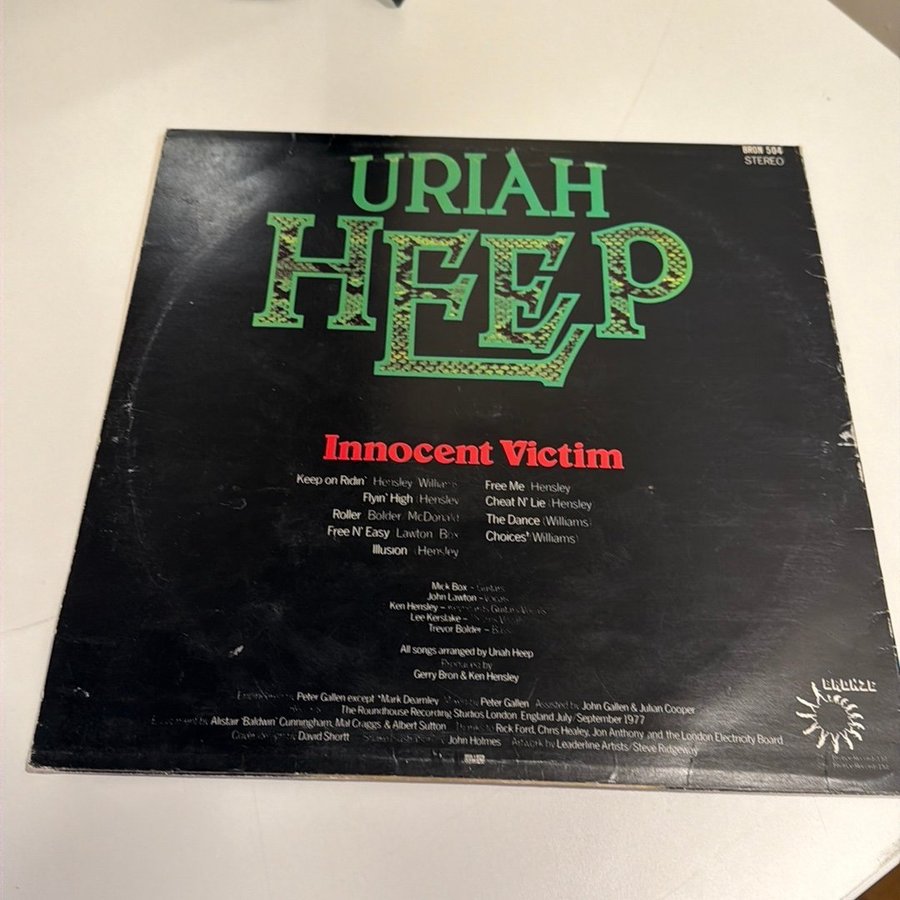 BRON 504
STEREO
URIAH
HEEP
Innocent Victim
Keep on Ridin' (Hensley Williams)
Flyin' High (Hensley)
Roller (Bolder/McDonald)
Free N' Easy (Lawton/Box)
Illusion (Hensley)
Free Me (Hensley)
Cheat N' Lie (Hensley)
The Dance (Williams)
Choices* (Williams)
Mick Box – Guitars
John Lawton – Vocals
Ken Hensley –
Lee Kerslake –
Trevor Bolder – Bass
All songs arranged by Uriah Heep
Produced by
Gerry Bron & Ken Hensley
Peter Gallen except *Mark Dearnley Peter Gallen Assisted by John Gallen & Julian Cooper
The Roundhouse Recording Studios London England July/September 1977
Alistair 'Baldwin' Cunningham, Mal Craggs & Albert Sutton Rick Ford, Chris Healey, Jon Anthony and the London Electricity Board
David Shortt John Holmes Artwork by Leaderline Artists/Steve Ridgeway
BRONZE